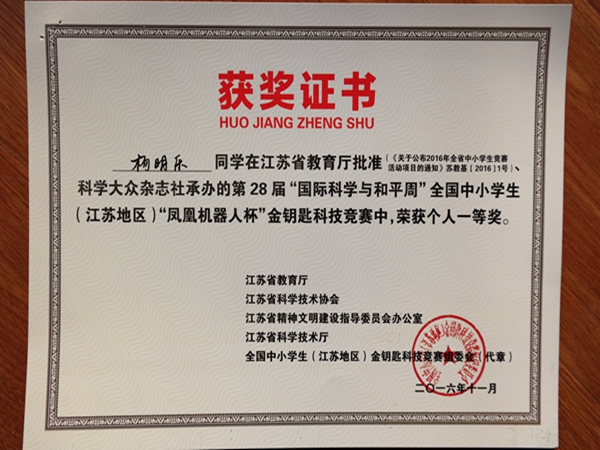 获奖证书
HUO JIANG ZHENG SHU
杨明乐 同学在江苏省教育厅批准(《关于公布2016年全省中小学生竞赛
活动项目的通知》苏教基[2016]1号)、
科学大众杂志社承办的第28届“国际科学与和平周”全国中小学生
(江苏地区)“凤凰机器人杯”金钥匙科技竞赛中,荣获个人一等奖。
江苏省教育厅
江苏省科学技术协会
江苏省精神文明建设指导委员会办公室
江苏省科学技术厅
全国中小学生(江苏地区)金钥匙科技竞赛组委会(代章)
二〇一六年十一月